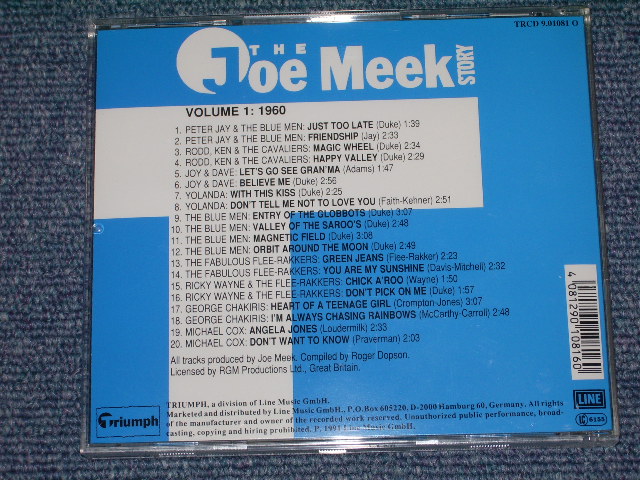 TRCD 9.01081 O
THE
Joe Meek
STORY
VOLUME 1: 1960
1. PETER JAY & THE BLUE MEN: JUST TOO LATE (Duke) 1:39
2. PETER JAY & THE BLUE MEN: FRIENDSHIP (Jay) 2:33
3. RODD, KEN & THE CAVALIERS: MAGIC WHEEL (Duke) 2:34
4. RODD, KEN & THE CAVALIERS: HAPPY VALLEY (Duke) 2:29
5. JOY & DAVE: LET'S GO SEE GRAN'MA (Adams) 1:47
6. JOY & DAVE: BELIEVE ME (Duke) 2:56
7. YOLANDA: WITH THIS KISS (Duke) 2:25
8. YOLANDA: DON'T TELL ME NOT TO LOVE YOU (Faith-Kehner) 2:51
9. THE BLUE MEN: ENTRY OF THE GLOBBOTS (Duke) 3:07
10. THE BLUE MEN: VALLEY OF THE SAROO'S (Duke) 2:48
11. THE BLUE MEN: MAGNETIC FIELD (Duke) 3:08
12. THE BLUE MEN: ORBIT AROUND THE MOON (Duke) 2:49
13. THE FABULOUS FLEE-RAKKERS: GREEN JEANS (Flee-Rakker) 2:23
14. THE FABULOUS FLEE-RAKKERS: YOU ARE MY SUNSHINE (Davis-Mitchell) 2:32
15. RICKY WAYNE & THE FLEE-RAKKERS: CHICK A'ROO (Wayne) 1:50
16. RICKY WAYNE & THE FLEE-RAKKERS: DON'T PICK ON ME (Duke) 1:57
17. GEORGE CHAKIRIS: HEART OF A TEENAGE GIRL (Crompton-Jones) 3:07
18. GEORGE CHAKIRIS: I'M ALWAYS CHASING RAINBOWS (McCarthy-Carroll) 2:48
19. MICHAEL COX: ANGELA JONES (Loudermilk) 2:33
20. MICHAEL COX: DON'T WANT TO KNOW (Praverman) 2:03
All tracks produced by Joe Meek. Compiled by Roger Dopson.
Licensed by RGM Productions Ltd., Great Britain.
4 081290 108160
Triumph
TRIUMPH, a division of Line Music GmbH.
Marketed and distributed by Line Music GmbH., P.O.Box 605220, D-2000 Hamburg 60, Germany. All rights
of the manufacturer and owner of the recorded work reserved. Unauthorized public performance, broad-
casting, copying and hiring prohibited. P. 1991 Line Music GmbH.
LINE
LC 6135